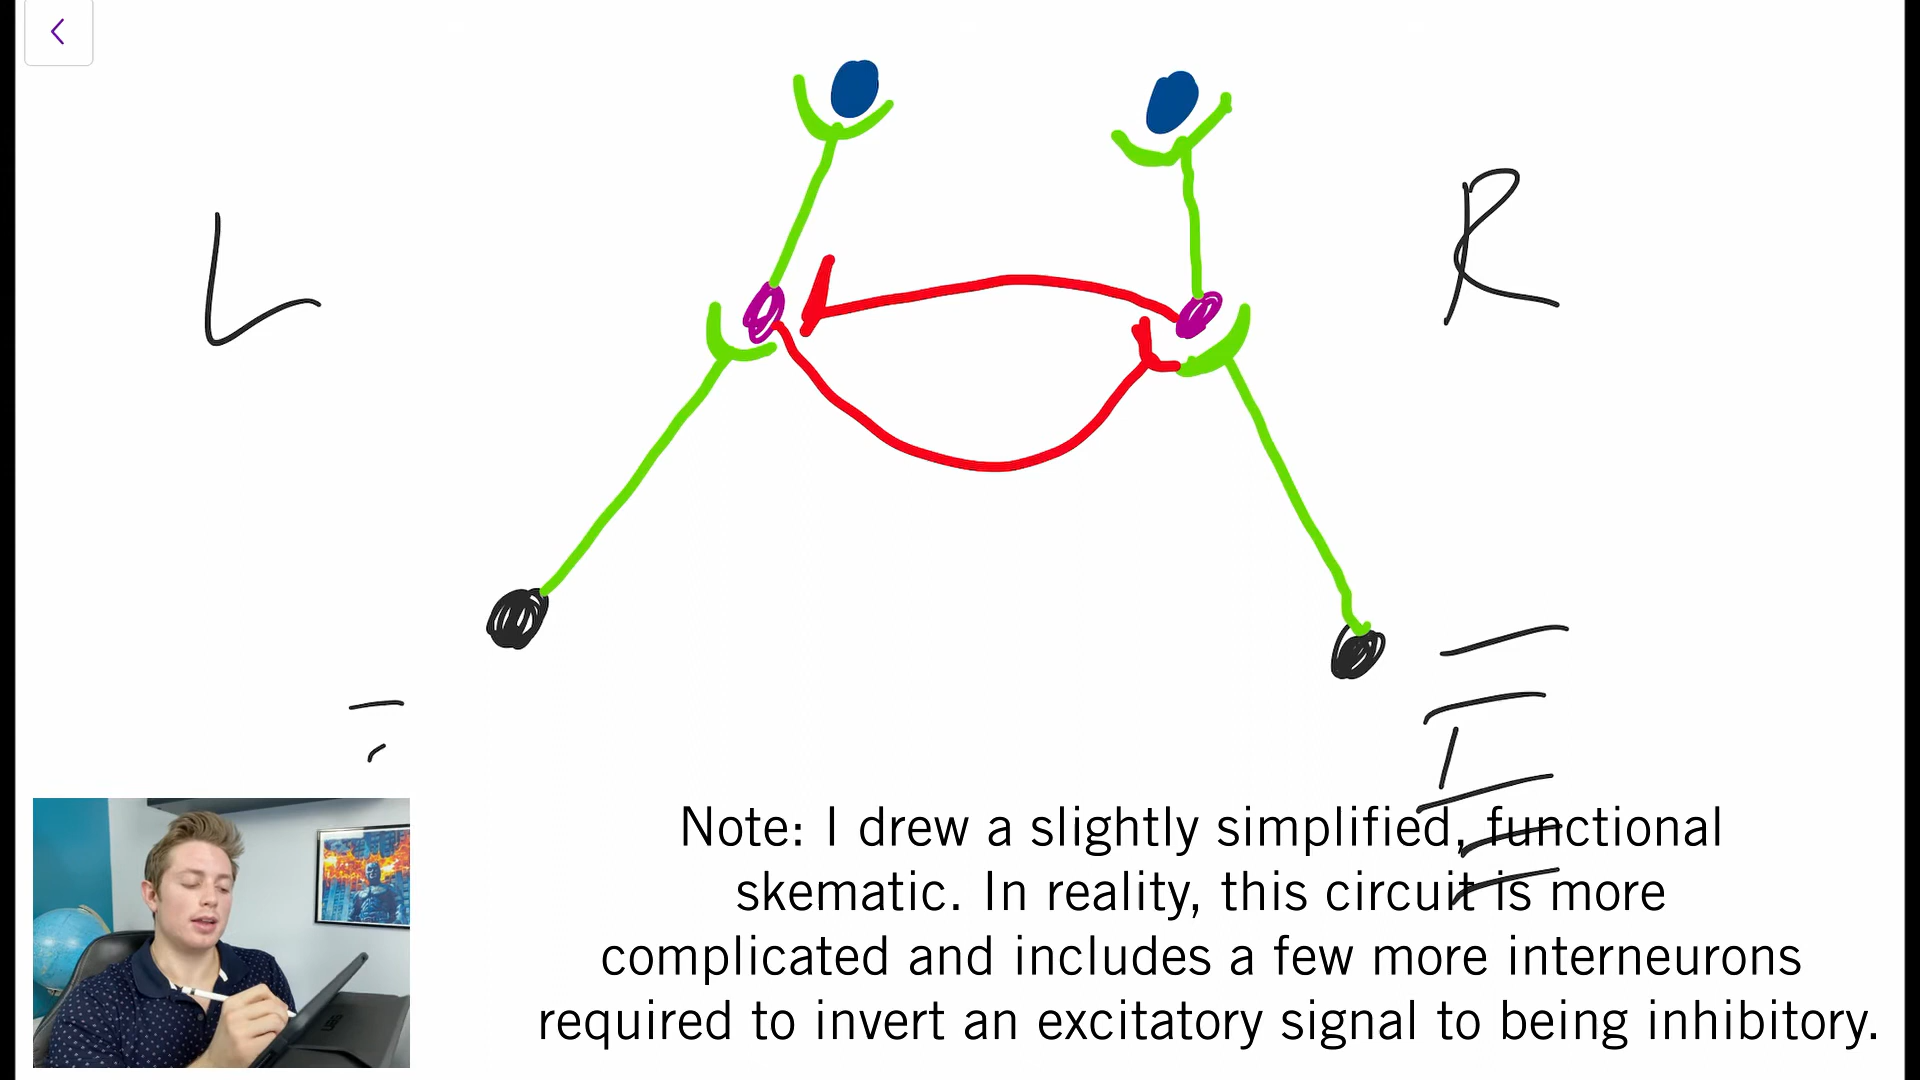 L
R
Note: I drew a slightly simplified, functional
skematic. In reality, this circuit is more
complicated and includes a few more interneurons
required to invert an excitatory signal to being inhibitory.